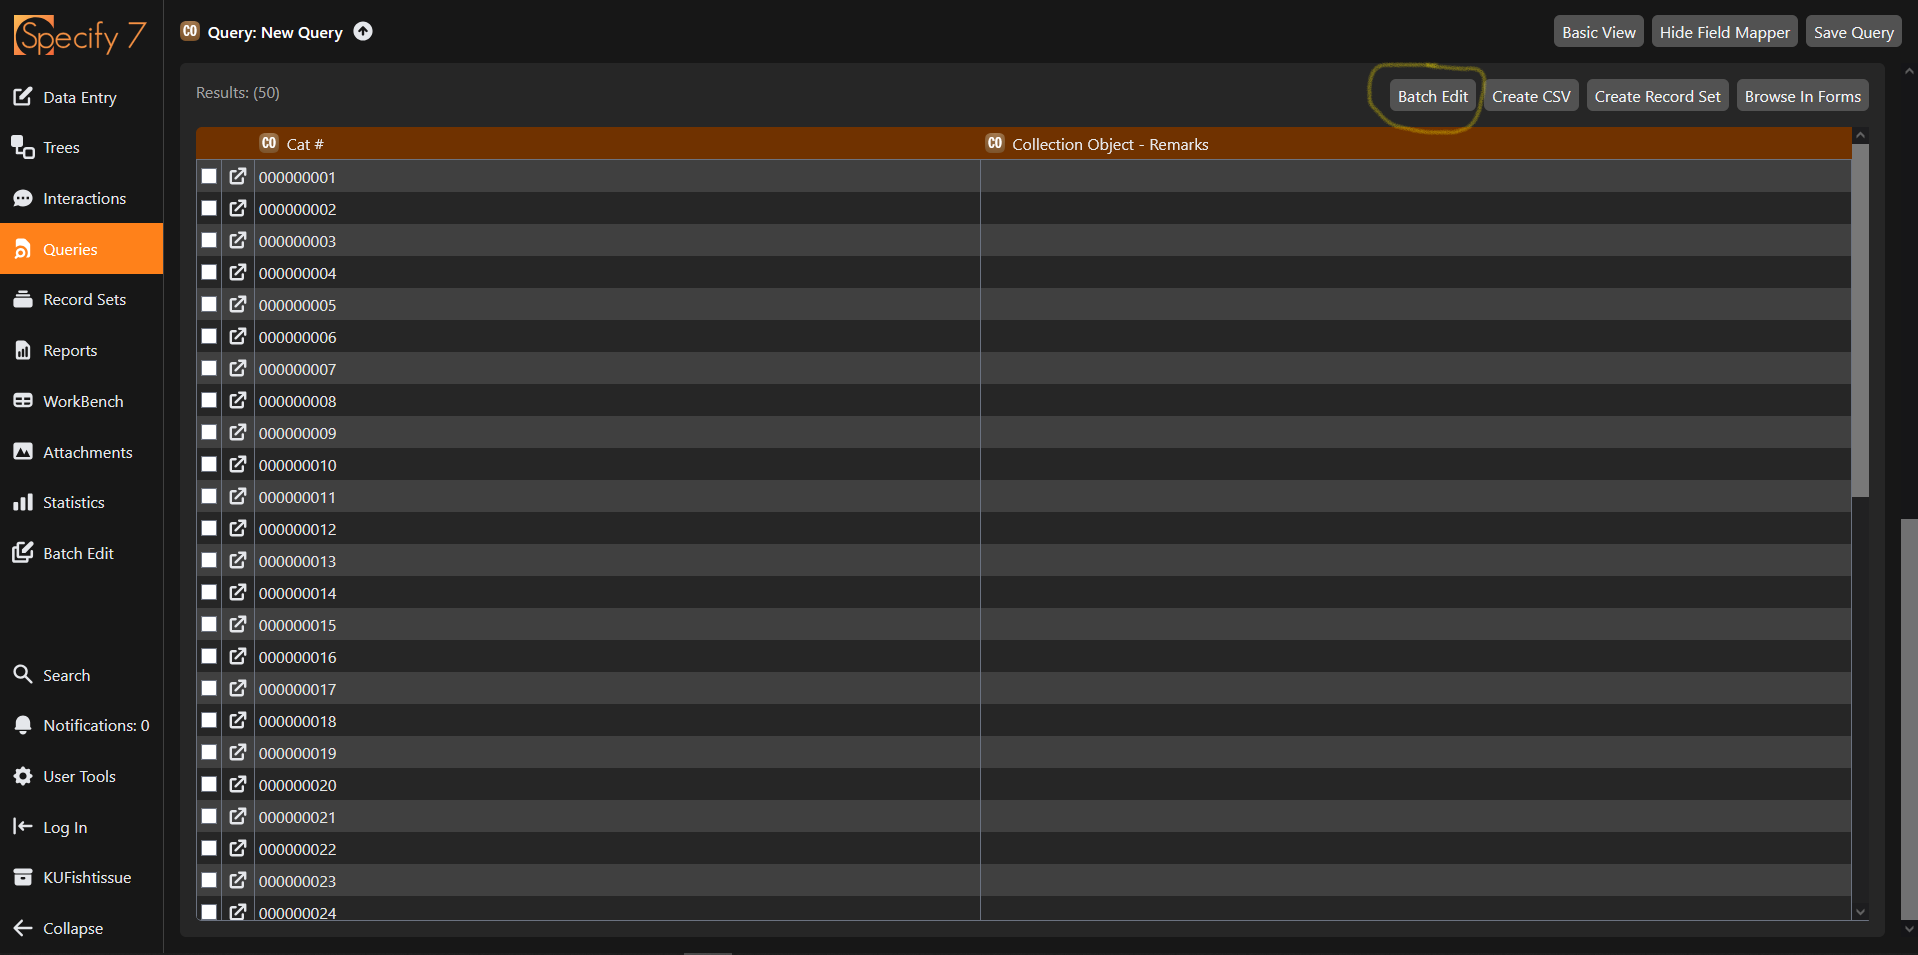 Specify 7
CO Query: New Query
Basic View
Hide Field Mapper
Save Query
Data Entry
Trees
Interactions
Queries
Record Sets
Reports
WorkBench
Attachments
Statistics
Batch Edit
Search
Notifications: 0
User Tools
Log In
KUFishtissue
Collapse
Results: (50)
Batch Edit
Create CSV
Create Record Set
Browse In Forms
CO Cat #
CO Collection Object - Remarks
000000001
000000002
000000003
000000004
000000005
000000006
000000007
000000008
000000009
000000010
000000011
000000012
000000013
000000014
000000015
000000016
000000017
000000018
000000019
000000020
000000021
000000022
000000023
000000024